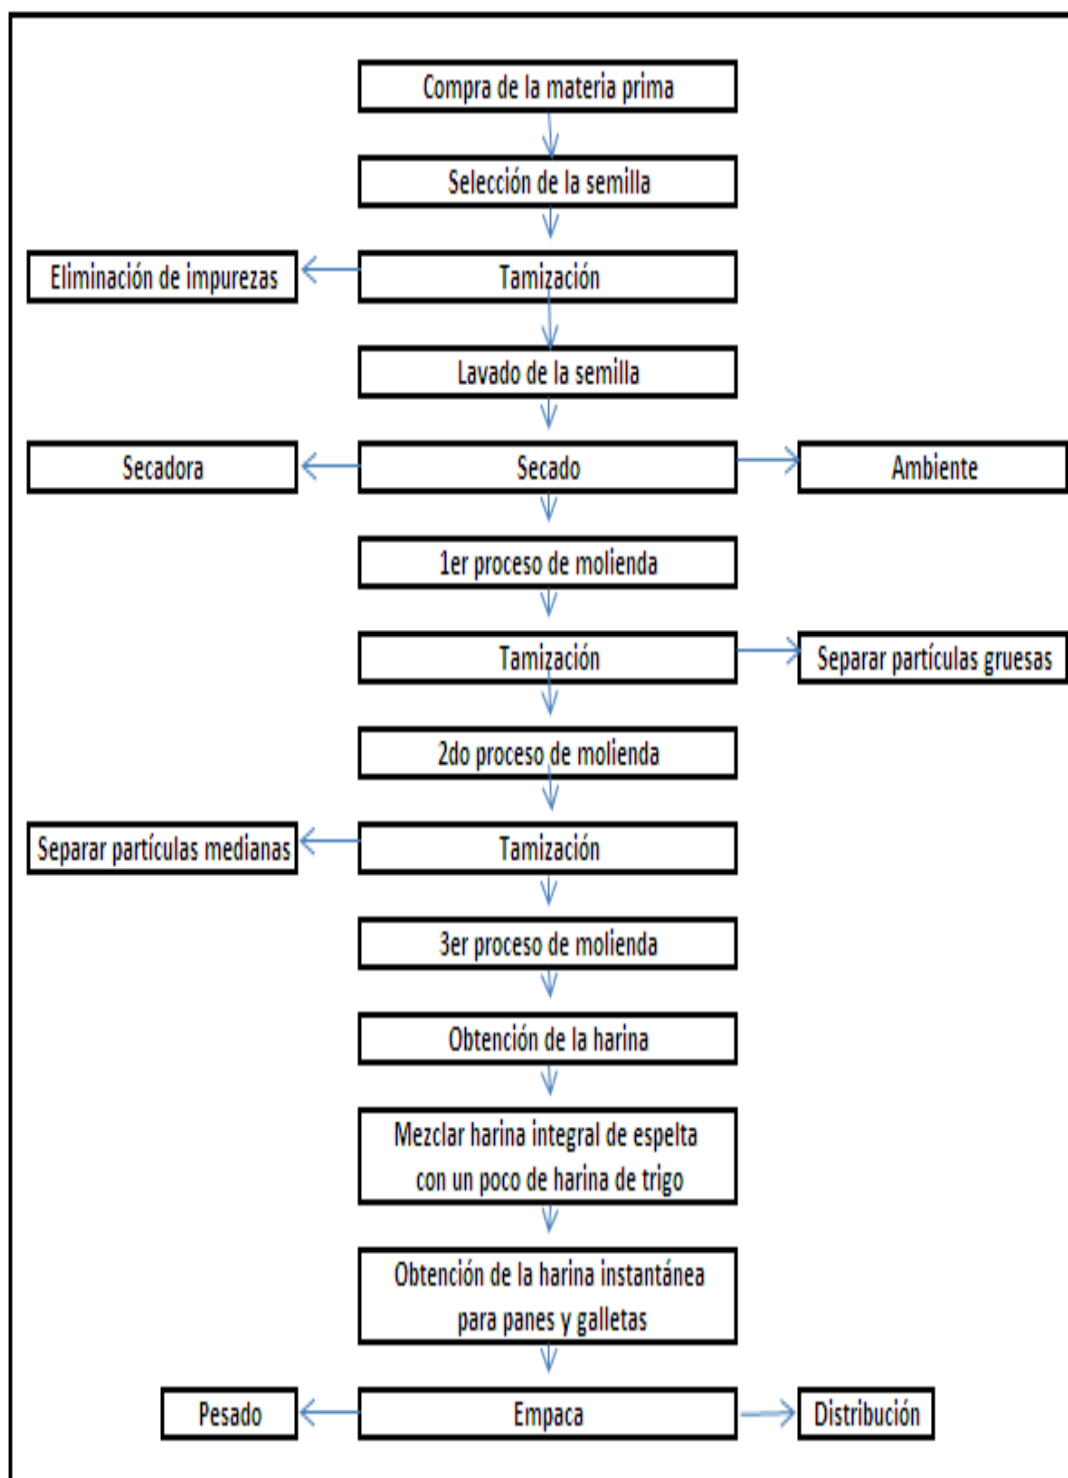 Compra de la materia prima
Selección de la semilla
Eliminación de impurezas
Tamización
Lavado de la semilla
Secadora
Secado
Ambiente
1er proceso de molienda
Tamización
Separar partículas gruesas
2do proceso de molienda
Separar partículas medianas
Tamización
3er proceso de molienda
Obtención de la harina
Mezclar harina integral de espelta
con un poco de harina de trigo
Obtención de la harina instantánea
para panes y galletas
Pesado
Empaca
Distribución